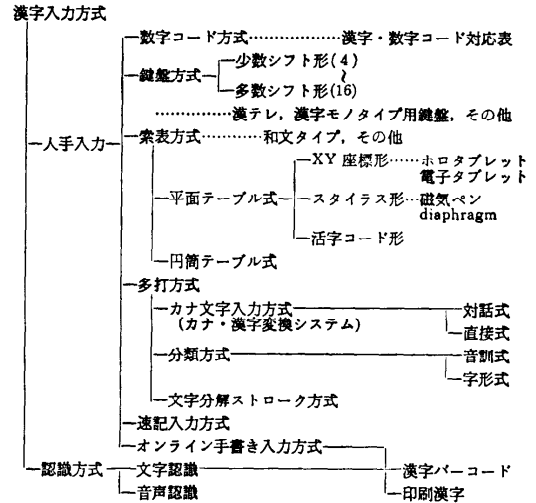 漢字入力方式
数字コード方式 漢字・数字コード対応表
鍵盤方式 少数シフト形(4)
～
多数シフト形(16)
漢テレ,漢字モノタイプ用鍵盤,その他
人手入力 索表方式 和文タイプ,その他
XY座標形 ホロタブレット
電子タブレット
平面テーブル式 スタイラス形 磁気ペン
diaphragm
活字コード形
円筒テーブル式
多打方式
カナ文字入力方式 対話式
(カナ・漢字変換システム) 直接式
分類方式 音訓式
字形式
文字分解ストローク方式
速記入力方式
オンライン手書き入力方式
認識方式 文字認識 漢字バーコード
音声認識 印刷漢字